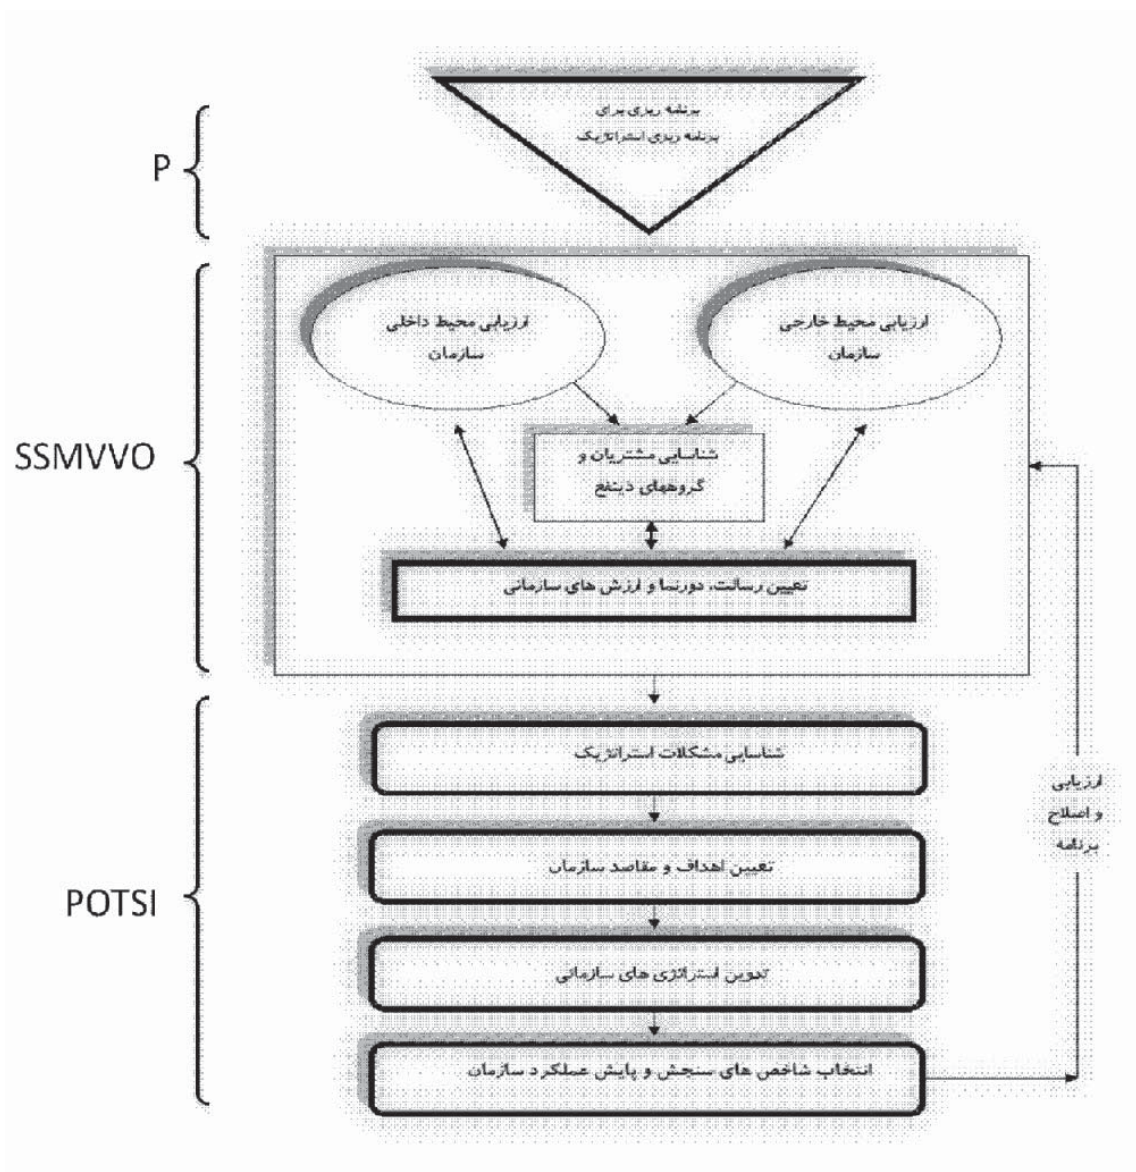 P
برنامه ریزی برای
برنامه ریزی استراتژیک
SSMVVO
ارزیابی محیط خارجی
سازمان
ارزیابی محیط داخلی
سازمان
شناسایی مشتریان و
گروههای ذینفع
تعیین رسالت، دورنما و ارزش های سازمانی
POTSI
شناسایی مشکلات استراتژیک
تعیین اهداف و مقاصد سازمان
تدوین استراتژی های سازمانی
انتخاب شاخص های سنجش و پایش عملکرد سازمان
ارزیابی
و اصلاح
برنامه